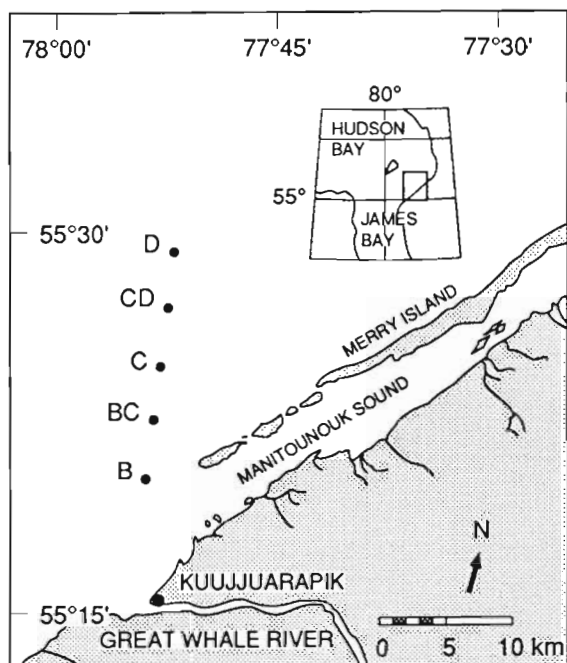 78°00' 77°45' 77°30'
80°
HUDSON
BAY
55°
JAMES
BAY
55°30'
D
CD
C
BC
B
MERRY ISLAND
MANITOUNOUK SOUND
N
KUUJJUARAPIK
55°15'
GREAT WHALE RIVER
0 5 10 km